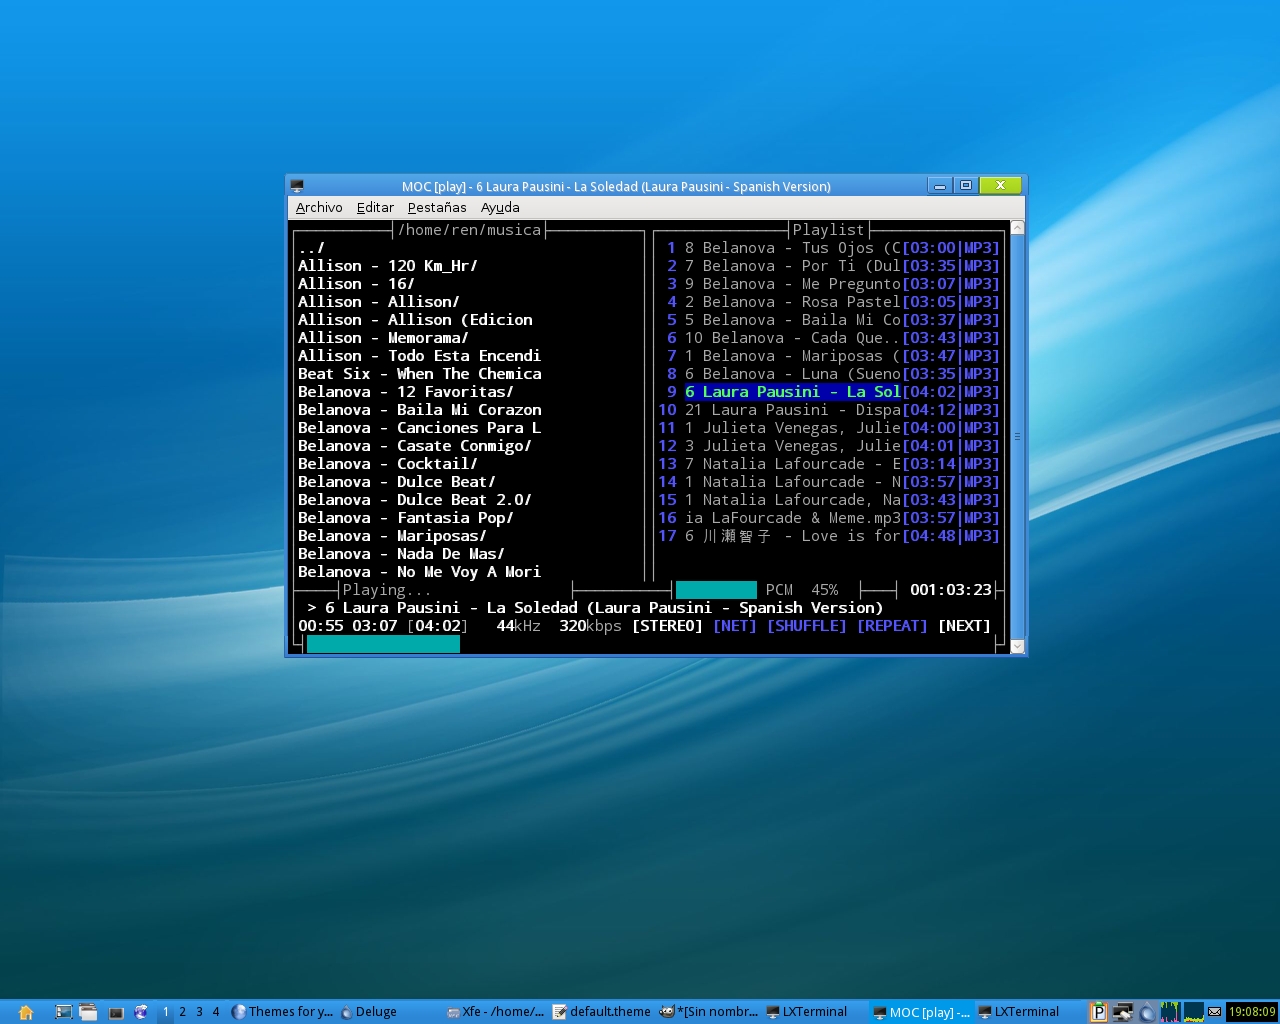 MOC [play] - 6 Laura Pausini - La Soledad (Laura Pausini - Spanish Version)
Archivo Editar Pestañas Ayuda
/home/ren/musica
../
Allison - 120 Km_Hr/
Allison - 16/
Allison - Allison/
Allison - Allison (Edicion
Allison - Memorama/
Allison - Todo Esta Encendi
Beat Six - When The Chemica
Belanova - 12 Favoritas/
Belanova - Baila Mi Corazon
Belanova - Canciones Para L
Belanova - Casate Conmigo/
Belanova - Cocktail/
Belanova - Dulce Beat/
Belanova - Dulce Beat 2.0/
Belanova - Fantasia Pop/
Belanova - Mariposas/
Belanova - Nada De Mas/
Belanova - No Me Voy A Mori
Playlist
1 8 Belanova - Tus Ojos (C[03:00|MP3]
2 7 Belanova - Por Ti (Dul[03:35|MP3]
3 9 Belanova - Me Pregunto[03:07|MP3]
4 2 Belanova - Rosa Pastel[03:05|MP3]
5 5 Belanova - Baila Mi Co[03:37|MP3]
6 10 Belanova - Cada Que..[03:43|MP3]
7 1 Belanova - Mariposas ([03:47|MP3]
8 6 Belanova - Luna (Sueno[03:35|MP3]
9 6 Laura Pausini - La Sol[04:02|MP3]
10 21 Laura Pausini - Dispa[04:12|MP3]
11 1 Julieta Venegas, Julie[04:00|MP3]
12 3 Julieta Venegas, Julie[04:01|MP3]
13 7 Natalia Lafourcade - E[03:14|MP3]
14 1 Natalia Lafourcade - N[03:57|MP3]
15 1 Natalia Lafourcade, Na[03:43|MP3]
16 ia LaFourcade & Meme.mp3[03:57|MP3]
17 6 川瀬智子 - Love is for[04:48|MP3]
Playing... PCM 45% 001:03:23
> 6 Laura Pausini - La Soledad (Laura Pausini - Spanish Version)
00:55 03:07 [04:02] 44kHz 320kbps [STEREO] [NET] [SHUFFLE] [REPEAT] [NEXT]
1 2 3 4 Themes for y... Deluge Xfe - /home/... default.theme *[Sin nombr... LXTerminal MOC [play] -... LXTerminal P 19:08:09